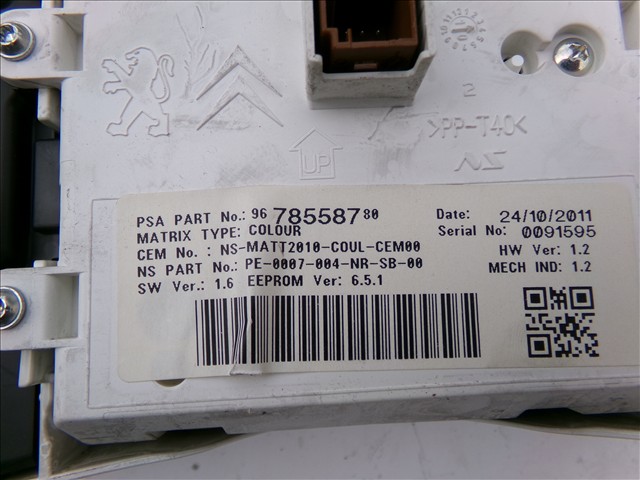 2
>PP-T40<
NS
UP
PSA PART No.: 96 785587 80
MATRIX TYPE: COLOUR
CEM No.: NS-MATT2010-COUL-CEM00
NS PART No.: PE-0007-004-NR-SB-00
SW Ver.: 1.6 EEPROM Ver: 6.5.1
Date: 24/10/2011
Serial No: 0091595
HW Ver: 1.2
MECH IND: 1.2